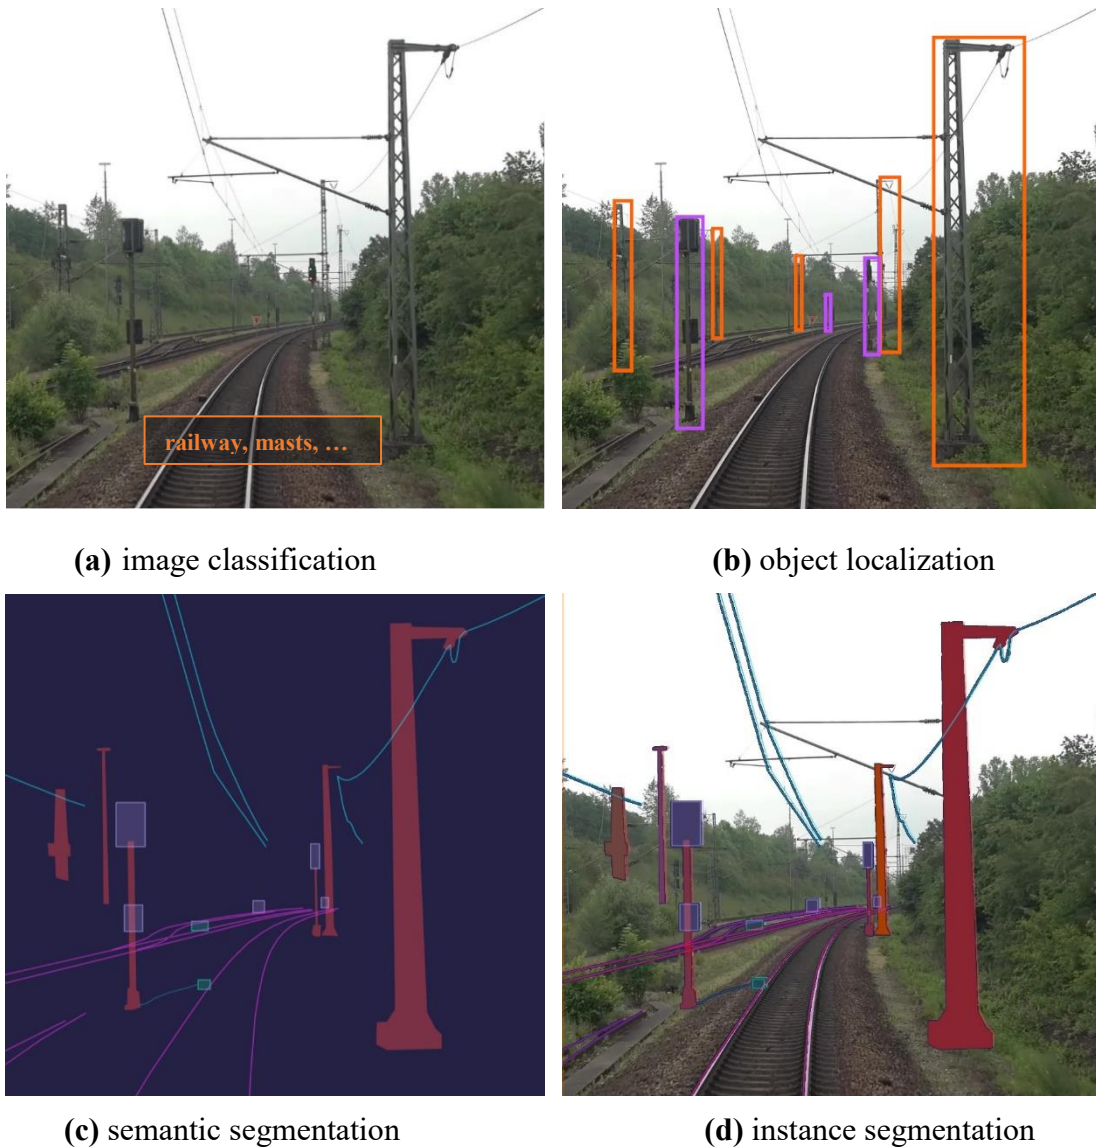 railway, masts, …
(a) image classification
(b) object localization
(c) semantic segmentation
(d) instance segmentation